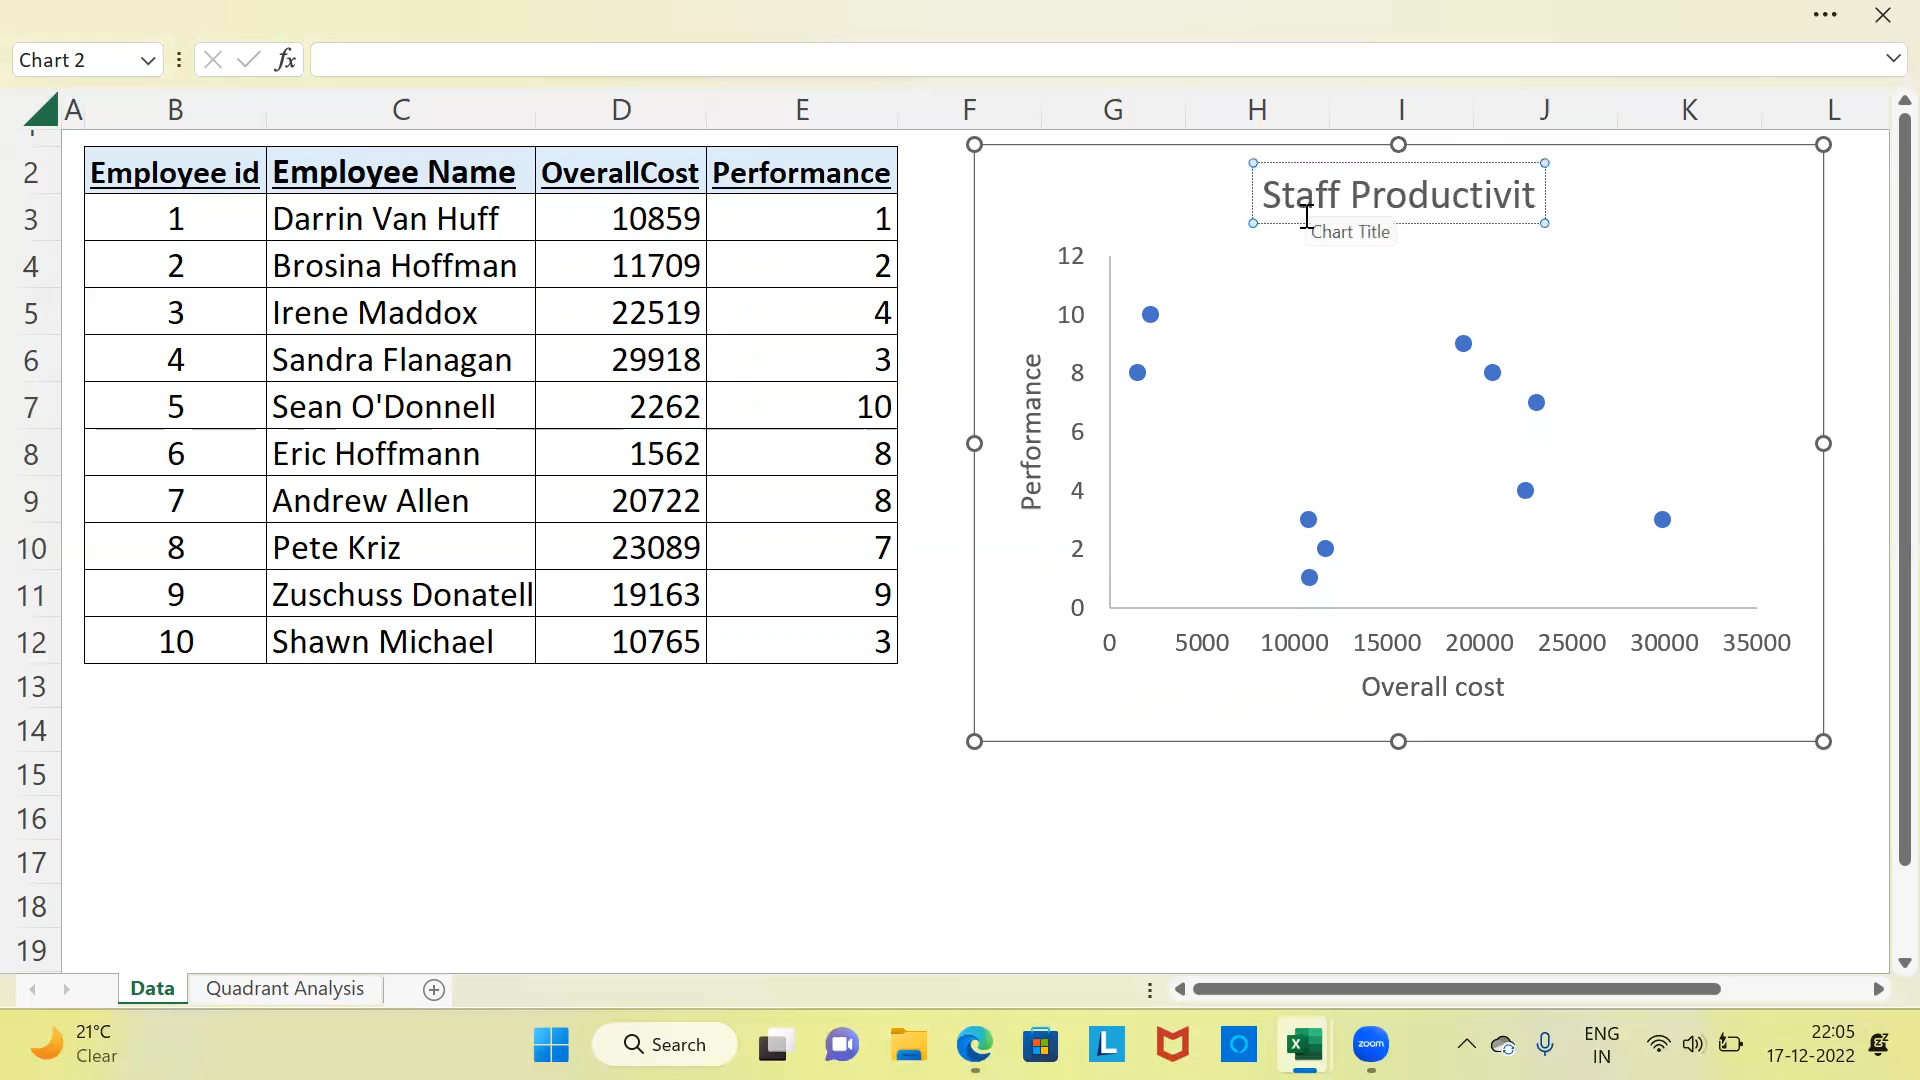 Chart 2
fx
A B C D E F G H I J K L
2 Employee id Employee Name OverallCost Performance
3 1 Darrin Van Huff 10859 1
4 2 Brosina Hoffman 11709 2
5 3 Irene Maddox 22519 4
6 4 Sandra Flanagan 29918 3
7 5 Sean O'Donnell 2262 10
8 6 Eric Hoffmann 1562 8
9 7 Andrew Allen 20722 8
10 8 Pete Kriz 23089 7
11 9 Zuschuss Donatell 19163 9
12 10 Shawn Michael 10765 3
13
14
15
16
17
18
19
Staff Productivit
Chart Title
12
10
8
6
4
2
0
Performance
0 5000 10000 15000 20000 25000 30000 35000
Overall cost
Data Quadrant Analysis
21°C
Clear
Search
L
zoom
ENG
IN
22:05
17-12-2022